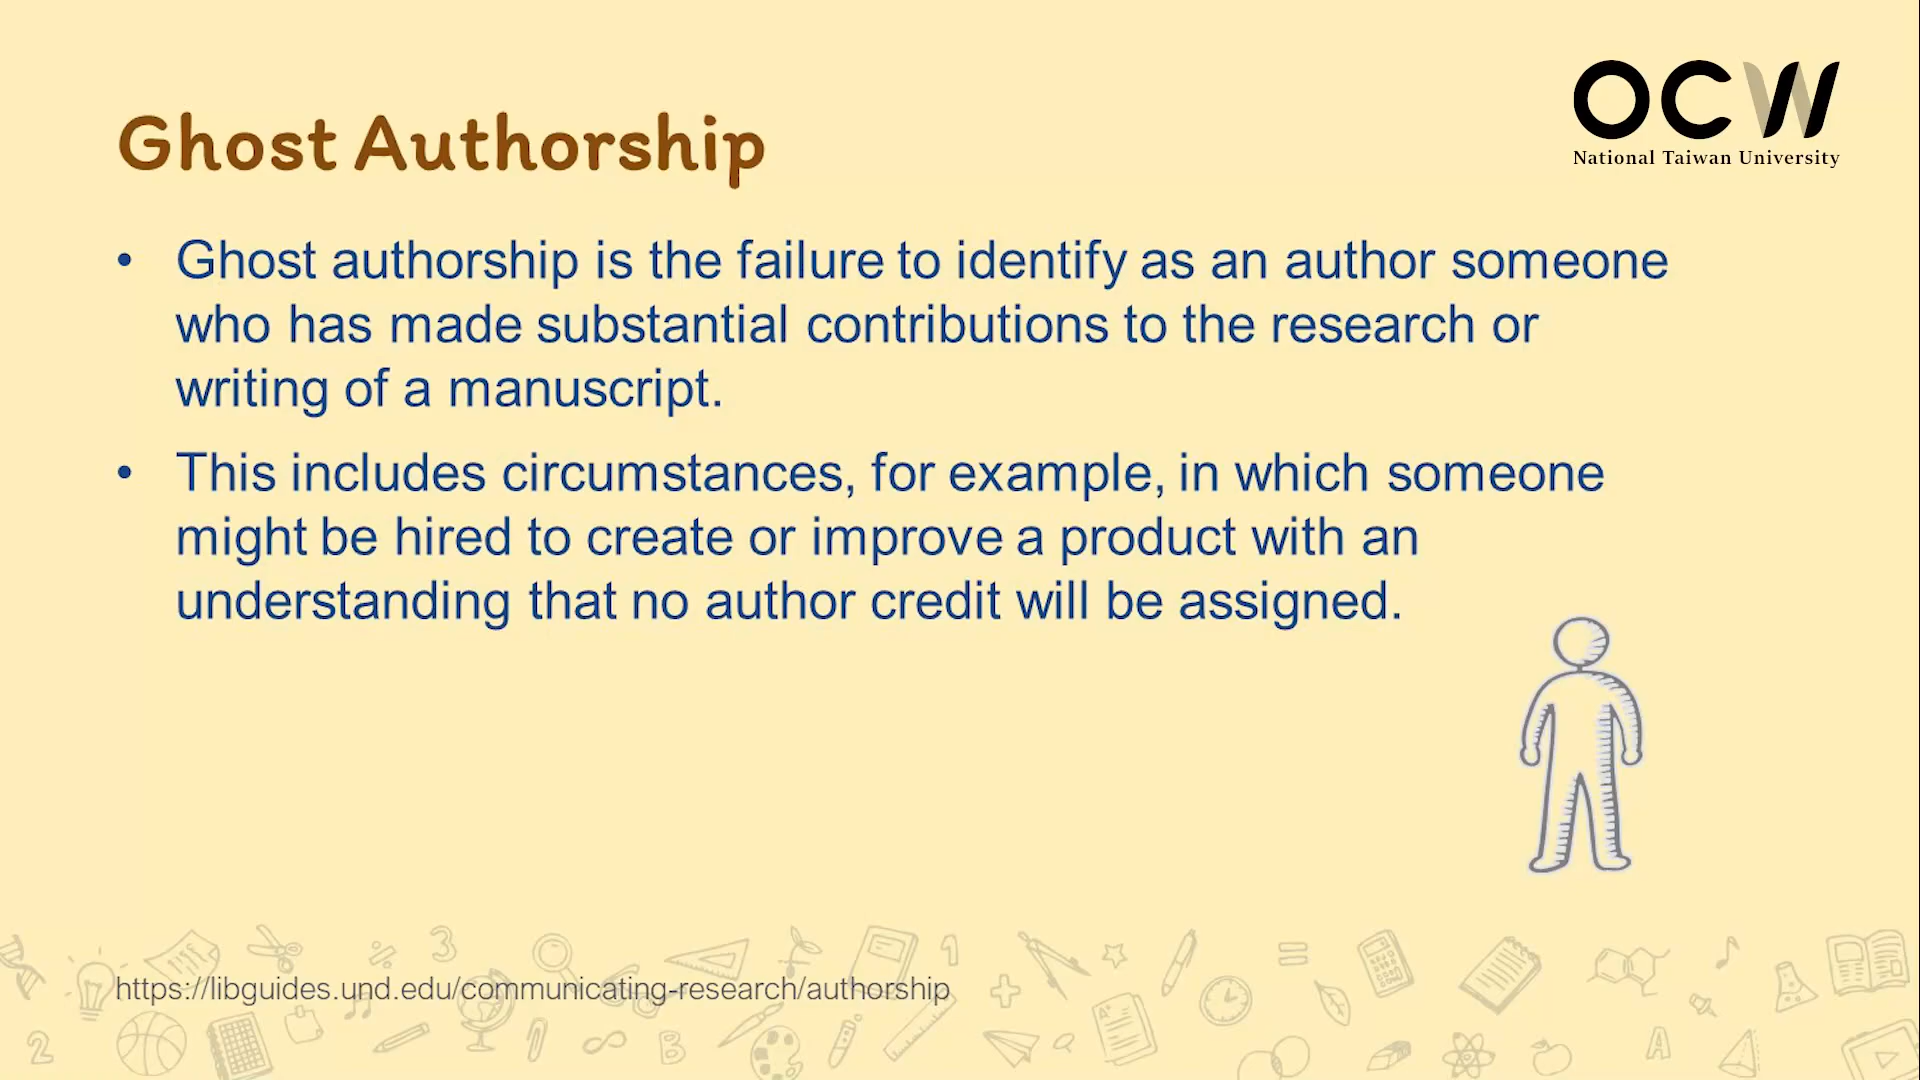 OCW
National Taiwan University
Ghost Authorship
• Ghost authorship is the failure to identify as an author someone
who has made substantial contributions to the research or
writing of a manuscript.
• This includes circumstances, for example, in which someone
might be hired to create or improve a product with an
understanding that no author credit will be assigned.
3
1
https://libguides.und.edu/communicating-research/authorship
2
B
A